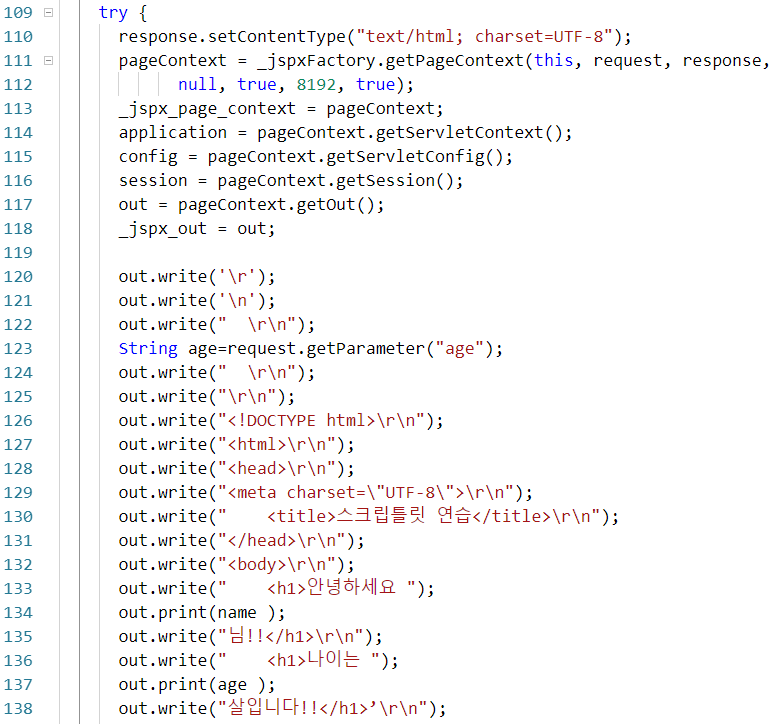 109 try {
110 response.setContentType("text/html; charset=UTF-8");
111 pageContext = _jspxFactory.getPageContext(this, request, response,
112 null, true, 8192, true);
113 _jspx_page_context = pageContext;
114 application = pageContext.getServletContext();
115 config = pageContext.getServletConfig();
116 session = pageContext.getSession();
117 out = pageContext.getOut();
118 _jspx_out = out;
119
120 out.write('\r');
121 out.write('\n');
122 out.write("  \r\n");
123 String age=request.getParameter("age");
124 out.write("  \r\n");
125 out.write("\r\n");
126 out.write("<!DOCTYPE html>\r\n");
127 out.write("<html>\r\n");
128 out.write("<head>\r\n");
129 out.write("<meta charset=\"UTF-8\">\r\n");
130 out.write("    <title>스크립틀릿 연습</title>\r\n");
131 out.write("</head>\r\n");
132 out.write("<body>\r\n");
133 out.write("    <h1>안녕하세요 ");
134 out.print(name );
135 out.write("님!!</h1>\r\n");
136 out.write("    <h1>나이는 ");
137 out.print(age );
138 out.write("살입니다!!</h1>’\r\n");